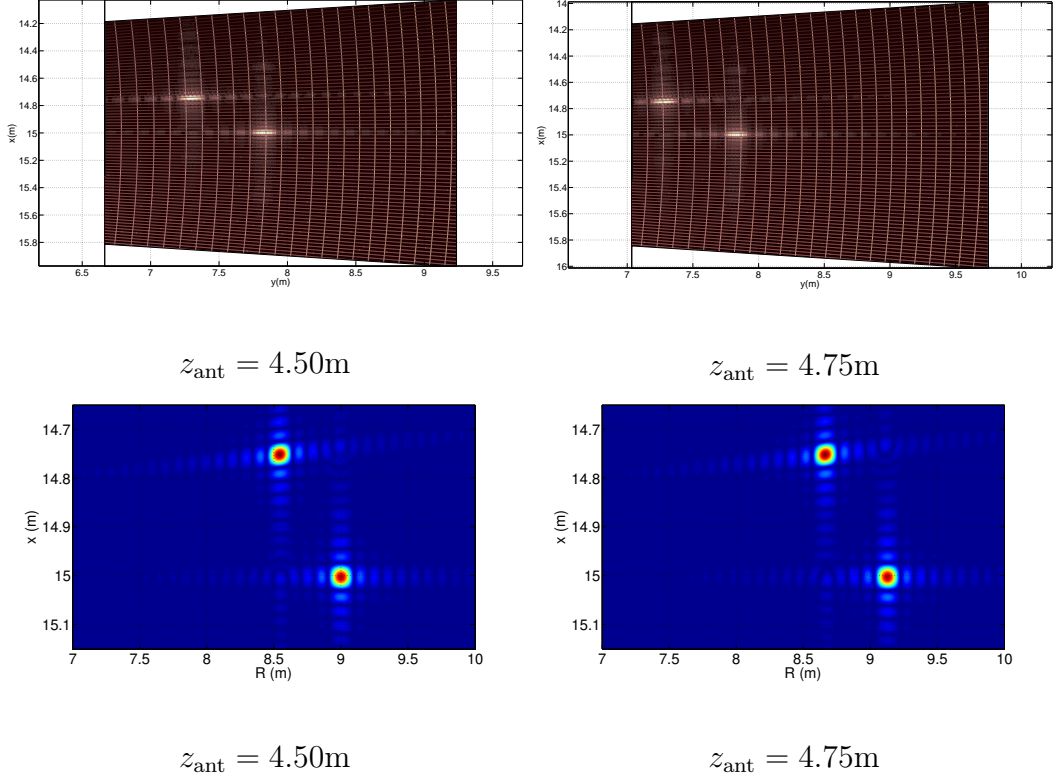 14.2
14.4
14.6
14.8
15
15.2
15.4
15.6
15.8
x(m)
6.5 7 7.5 8 8.5 9 9.5
y(m)
14
14.2
14.4
14.6
14.8
15
15.2
15.4
15.6
15.8
16
x(m)
7 7.5 8 8.5 9 9.5 10
y(m)
z_ant = 4.50m
z_ant = 4.75m
14.7
14.8
14.9
15
15.1
x (m)
7 7.5 8 8.5 9 9.5 10
R (m)
14.7
14.8
14.9
15
15.1
x (m)
7 7.5 8 8.5 9 9.5 10
R (m)
z_ant = 4.50m
z_ant = 4.75m